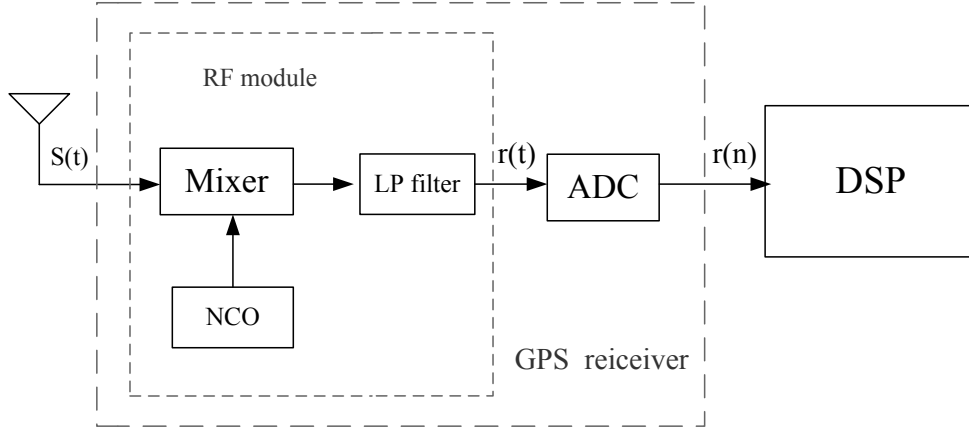 RF module
S(t)
Mixer
LP filter
r(t)
ADC
r(n)
DSP
NCO
GPS reiceiver